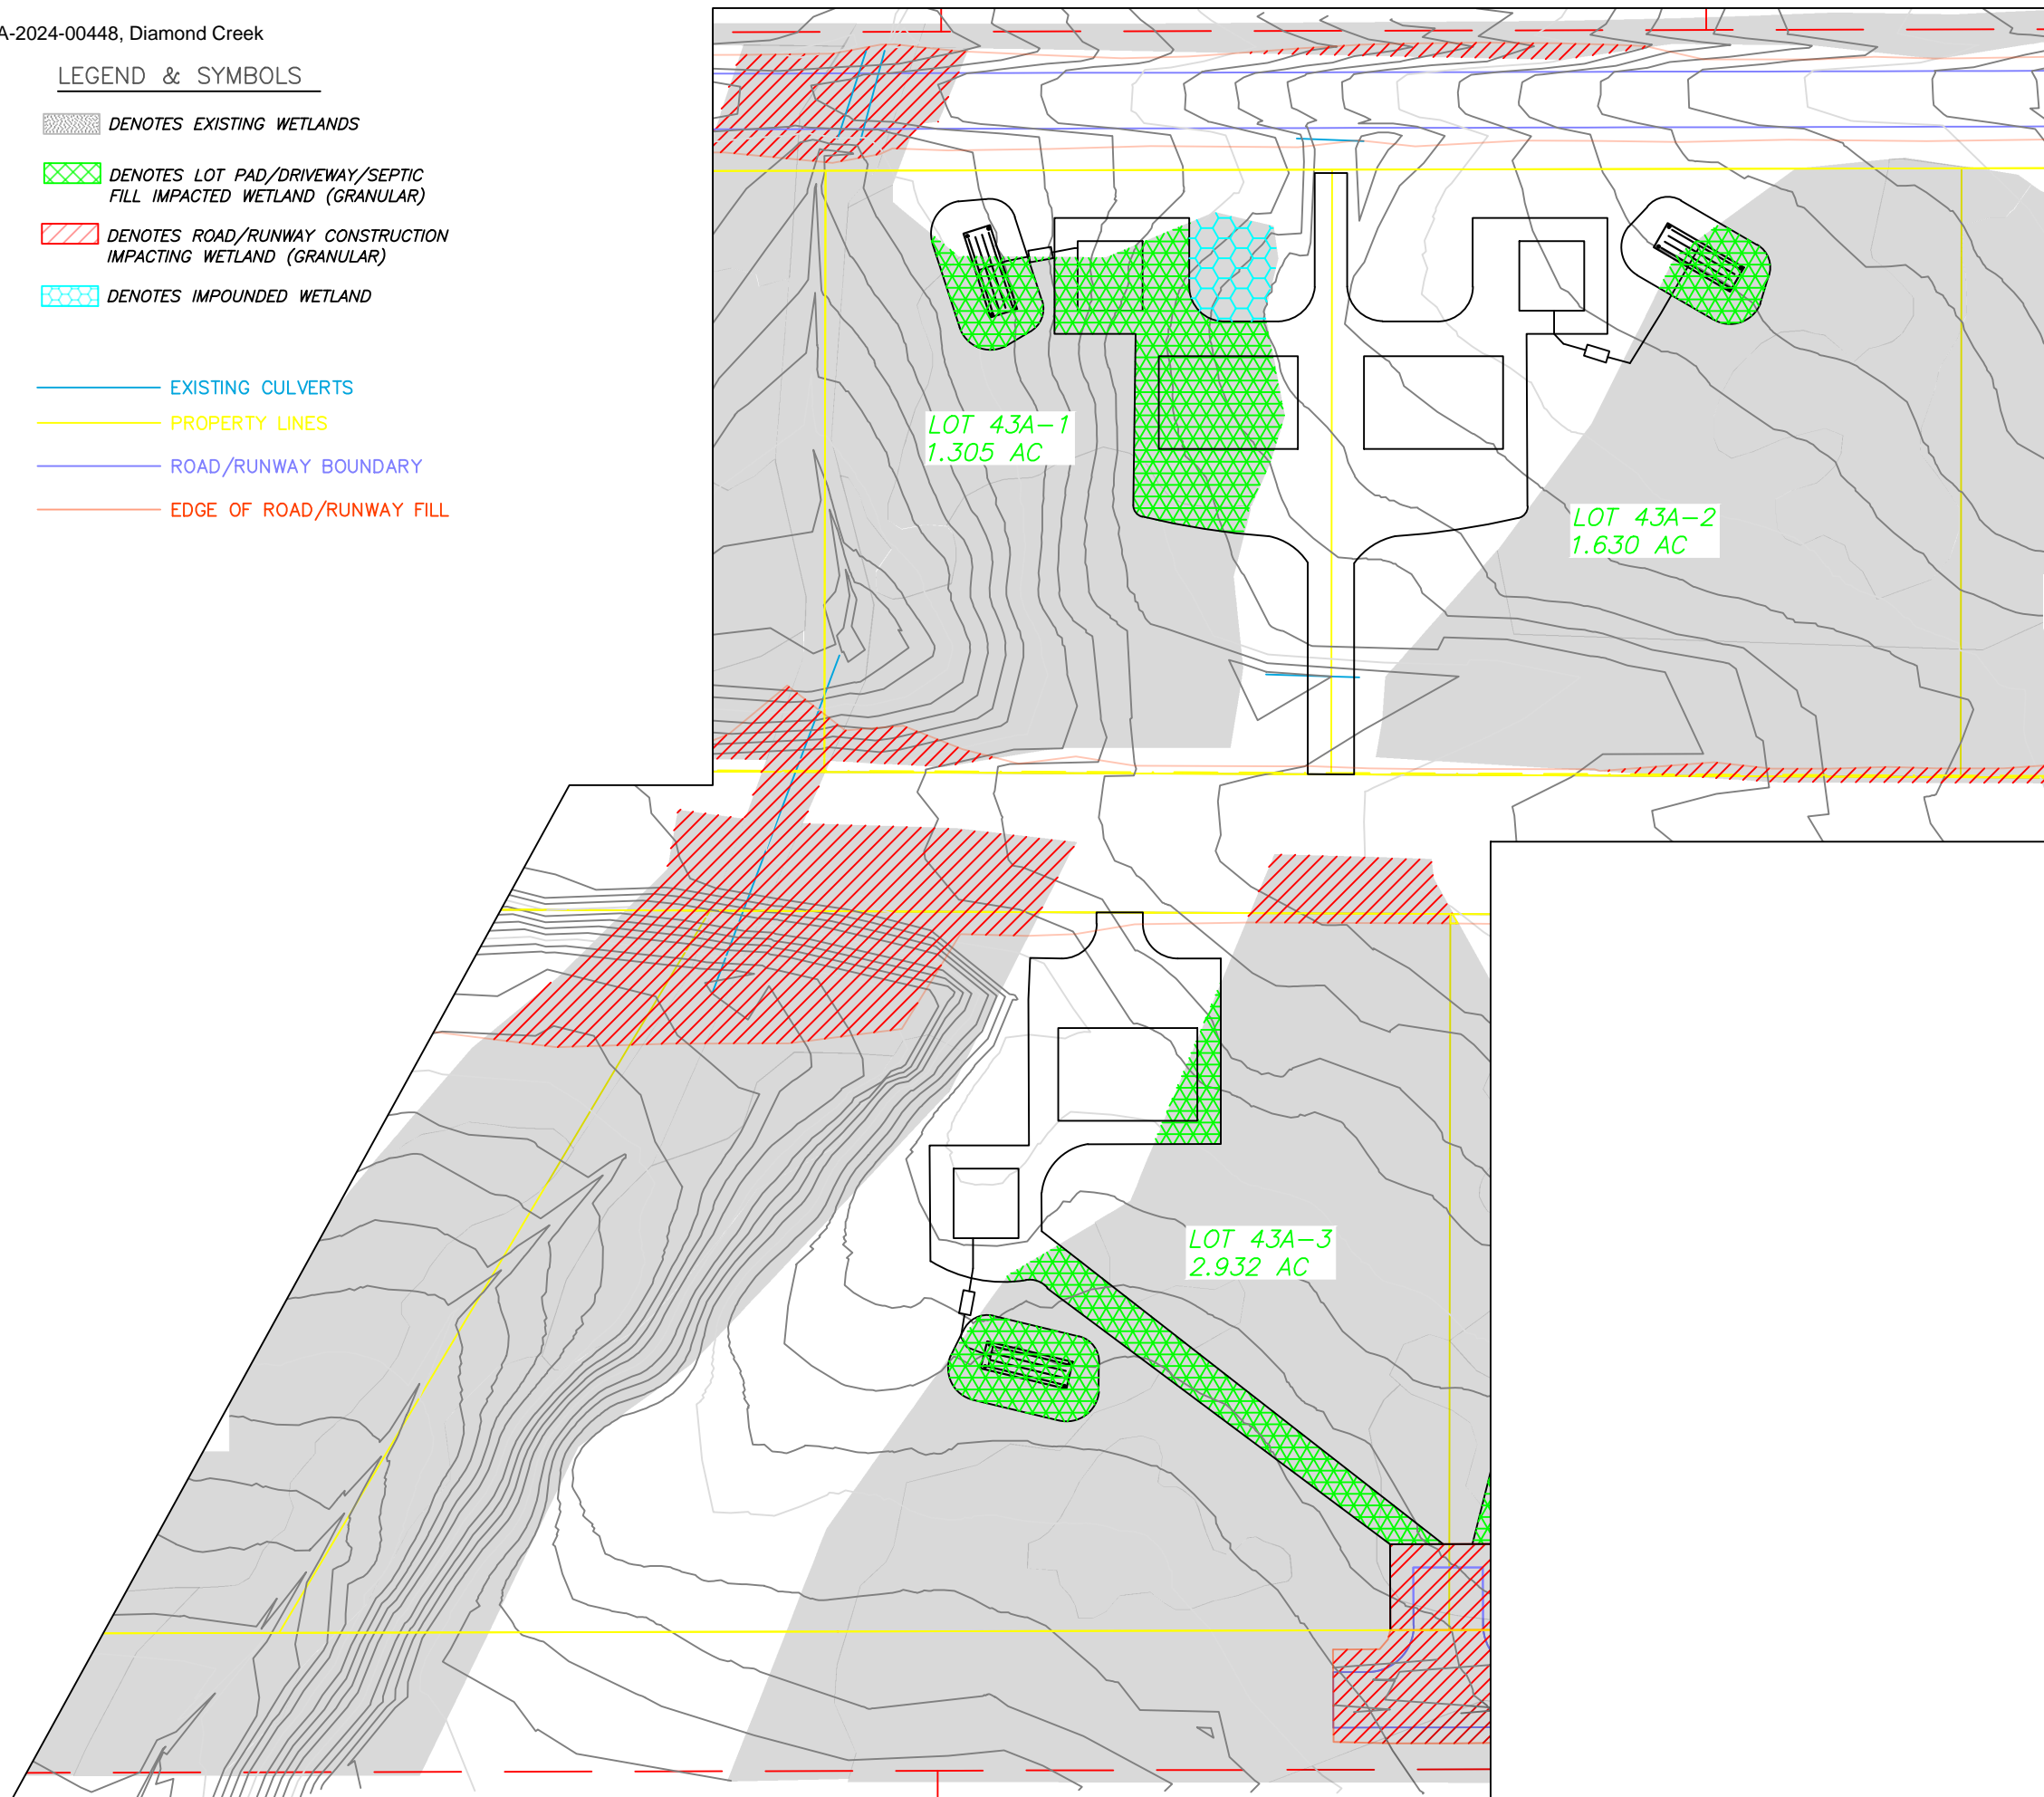 A-2024-00448, Diamond Creek
LEGEND & SYMBOLS
DENOTES EXISTING WETLANDS
DENOTES LOT PAD/DRIVEWAY/SEPTIC
FILL IMPACTED WETLAND (GRANULAR)
DENOTES ROAD/RUNWAY CONSTRUCTION
IMPACTING WETLAND (GRANULAR)
DENOTES IMPOUNDED WETLAND
EXISTING CULVERTS
PROPERTY LINES
ROAD/RUNWAY BOUNDARY
EDGE OF ROAD/RUNWAY FILL
LOT 43A-1
1.305 AC
LOT 43A-2
1.630 AC
LOT 43A-3
2.932 AC